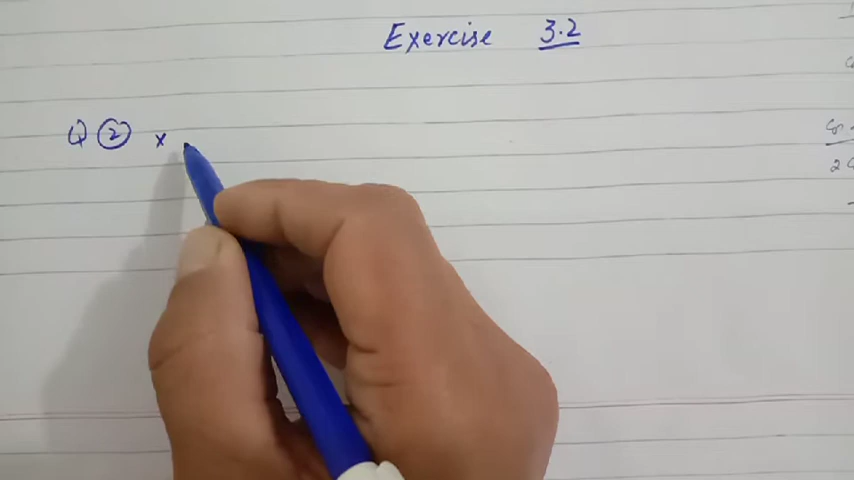 Exercise 3.2
Q ② x